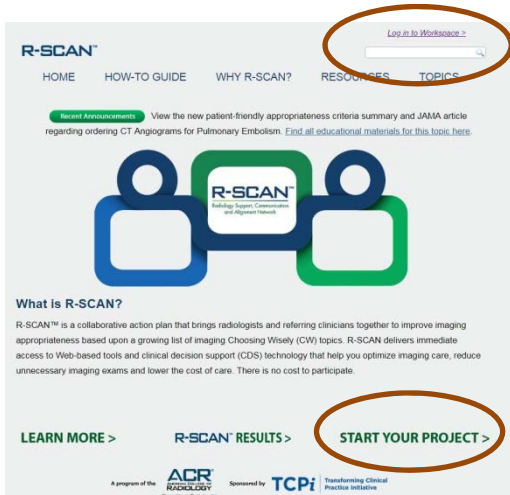 Log in to Workspace >
R-SCAN™
HOME HOW-TO GUIDE WHY R-SCAN? RESOURCES TOPICS
Recent Announcements View the new patient-friendly appropriateness criteria summary and JAMA article
regarding ordering CT Angiograms for Pulmonary Embolism. Find all educational materials for this topic here.
R-SCAN™
Radiology Support, Communication
and Alignment Network
What is R-SCAN?
R-SCAN™ is a collaborative action plan that brings radiologists and referring clinicians together to improve imaging
appropriateness based upon a growing list of imaging Choosing Wisely (CW) topics. R-SCAN delivers immediate
access to Web-based tools and clinical decision support (CDS) technology that help you optimize imaging care, reduce
unnecessary imaging exams and lower the cost of care. There is no cost to participate.
LEARN MORE > R-SCAN™ RESULTS > START YOUR PROJECT >
A program of the ACR® AMERICAN COLLEGE OF RADIOLOGY Sponsored by TCPi Transforming Clinical
Practice Initiative